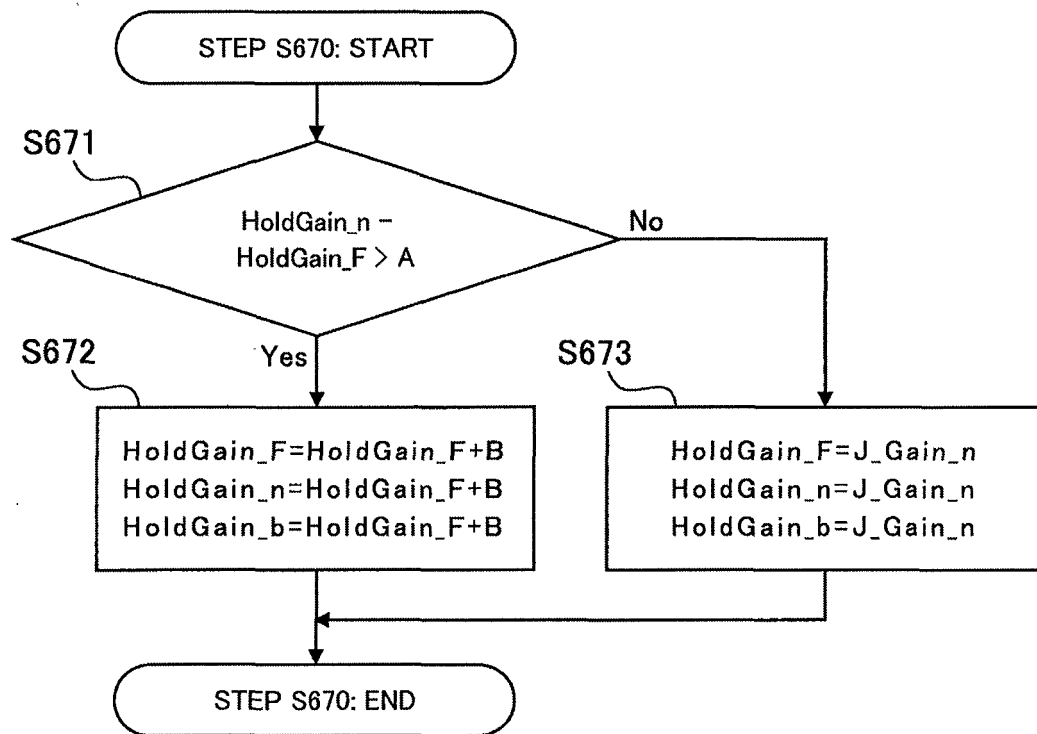 STEP S670: START
S671
HoldGain_n -
HoldGain_F > A
No
Yes
S672
HoldGain_F=HoldGain_F+B
HoldGain_n=HoldGain_F+B
HoldGain_b=HoldGain_F+B
S673
HoldGain_F=J_Gain_n
HoldGain_n=J_Gain_n
HoldGain_b=J_Gain_n
STEP S670: END